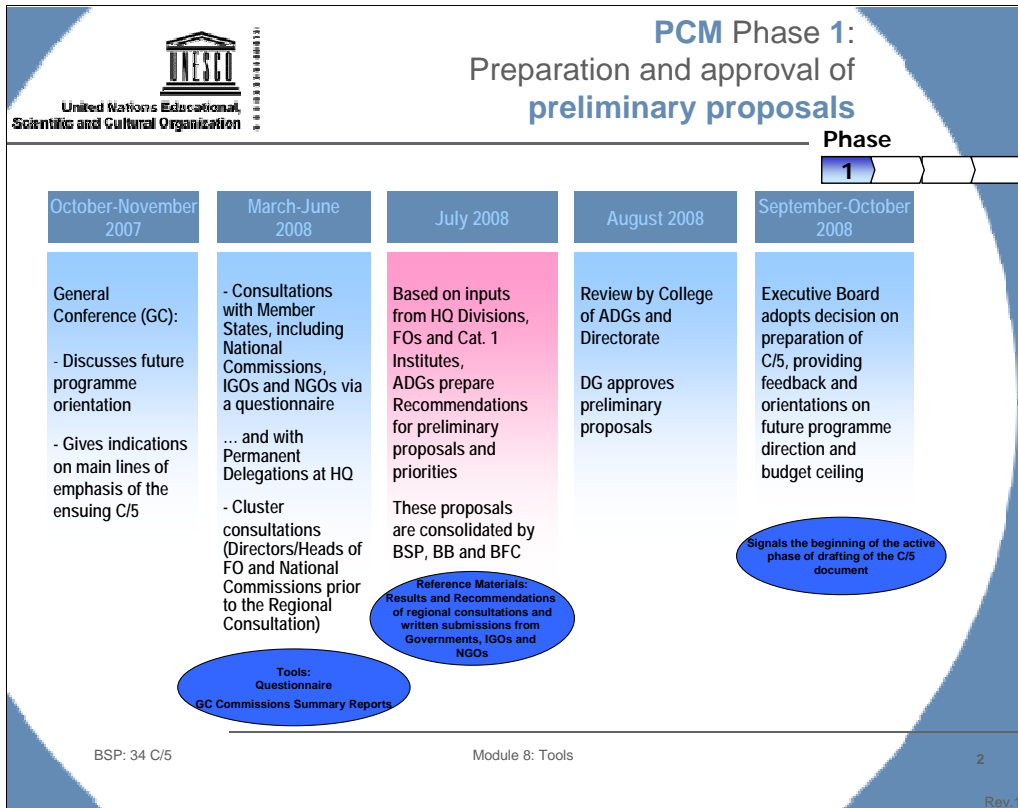 UNESCO
United Nations Educational,
Scientific and Cultural Organization
PCM Phase 1:
Preparation and approval of
preliminary proposals
Phase
1
October-November
2007
General
Conference (GC):
- Discusses future
programme
orientation
- Gives indications
on main lines of
emphasis of the
ensuing C/5
March-June
2008
- Consultations
with Member
States, including
National
Commissions,
IGOs and NGOs via
a questionnaire
... and with
Permanent
Delegations at HQ
- Cluster
consultations
(Directors/Heads of
FO and National
Commissions prior
to the Regional
Consultation)
Tools:
Questionnaire
GC Commissions Summary Reports
July 2008
Based on inputs
from HQ Divisions,
FOs and Cat. 1
Institutes,
ADGs prepare
Recommendations
for preliminary
proposals and
priorities
These proposals
are consolidated by
BSP, BB and BFC
Reference Materials:
Results and Recommendations
of regional consultations and
written submissions from
Governments, IGOs and
NGOs
August 2008
Review by College
of ADGs and
Directorate
DG approves
preliminary
proposals
September-October
2008
Executive Board
adopts decision on
preparation of
C/5, providing
feedback and
orientations on
future programme
direction and
budget ceiling
Signals the beginning of the active
phase of drafting of the C/5
document
BSP: 34 C/5
Module 8: Tools
2